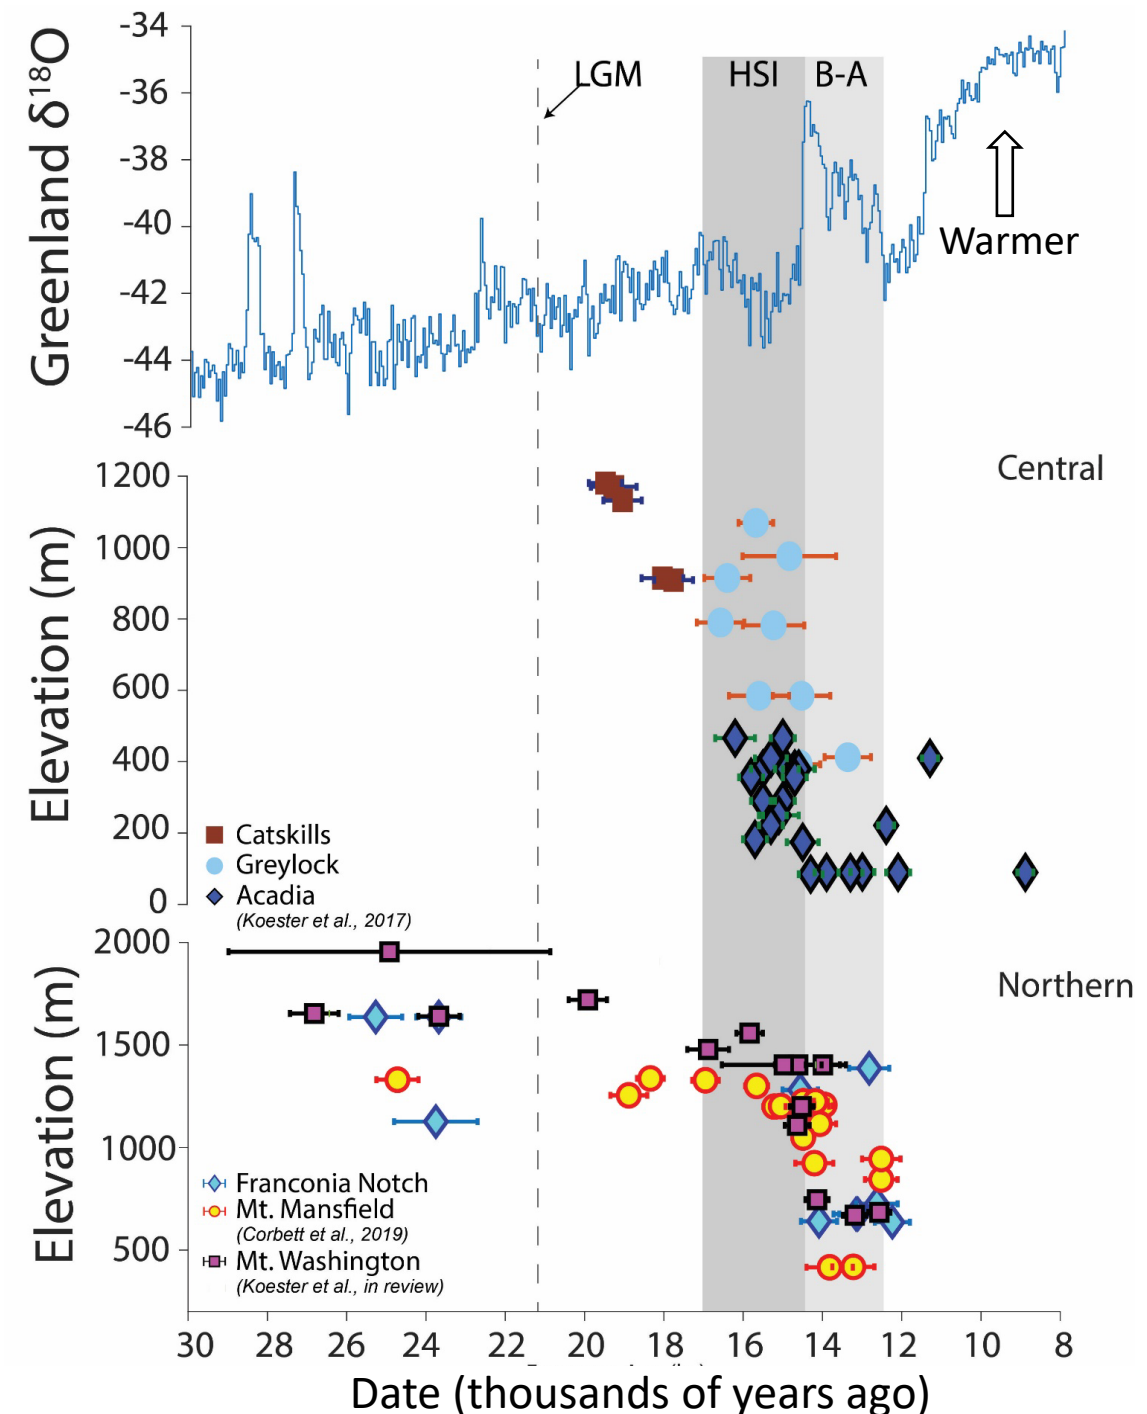 Greenland δ18O
-34
-36
-38
-40
-42
-44
-46
LGM
HSI
B-A
Warmer
Central
Elevation (m)
1200
1000
800
600
400
200
0
Catskills
Greylock
Acadia
(Koester et al., 2017)
Northern
Elevation (m)
2000
1500
1000
500
Franconia Notch
Mt. Mansfield
(Corbett et al., 2019)
Mt. Washington
(Koester et al., in review)
30 28 26 24 22 20 18 16 14 12 10 8
Date (thousands of years ago)